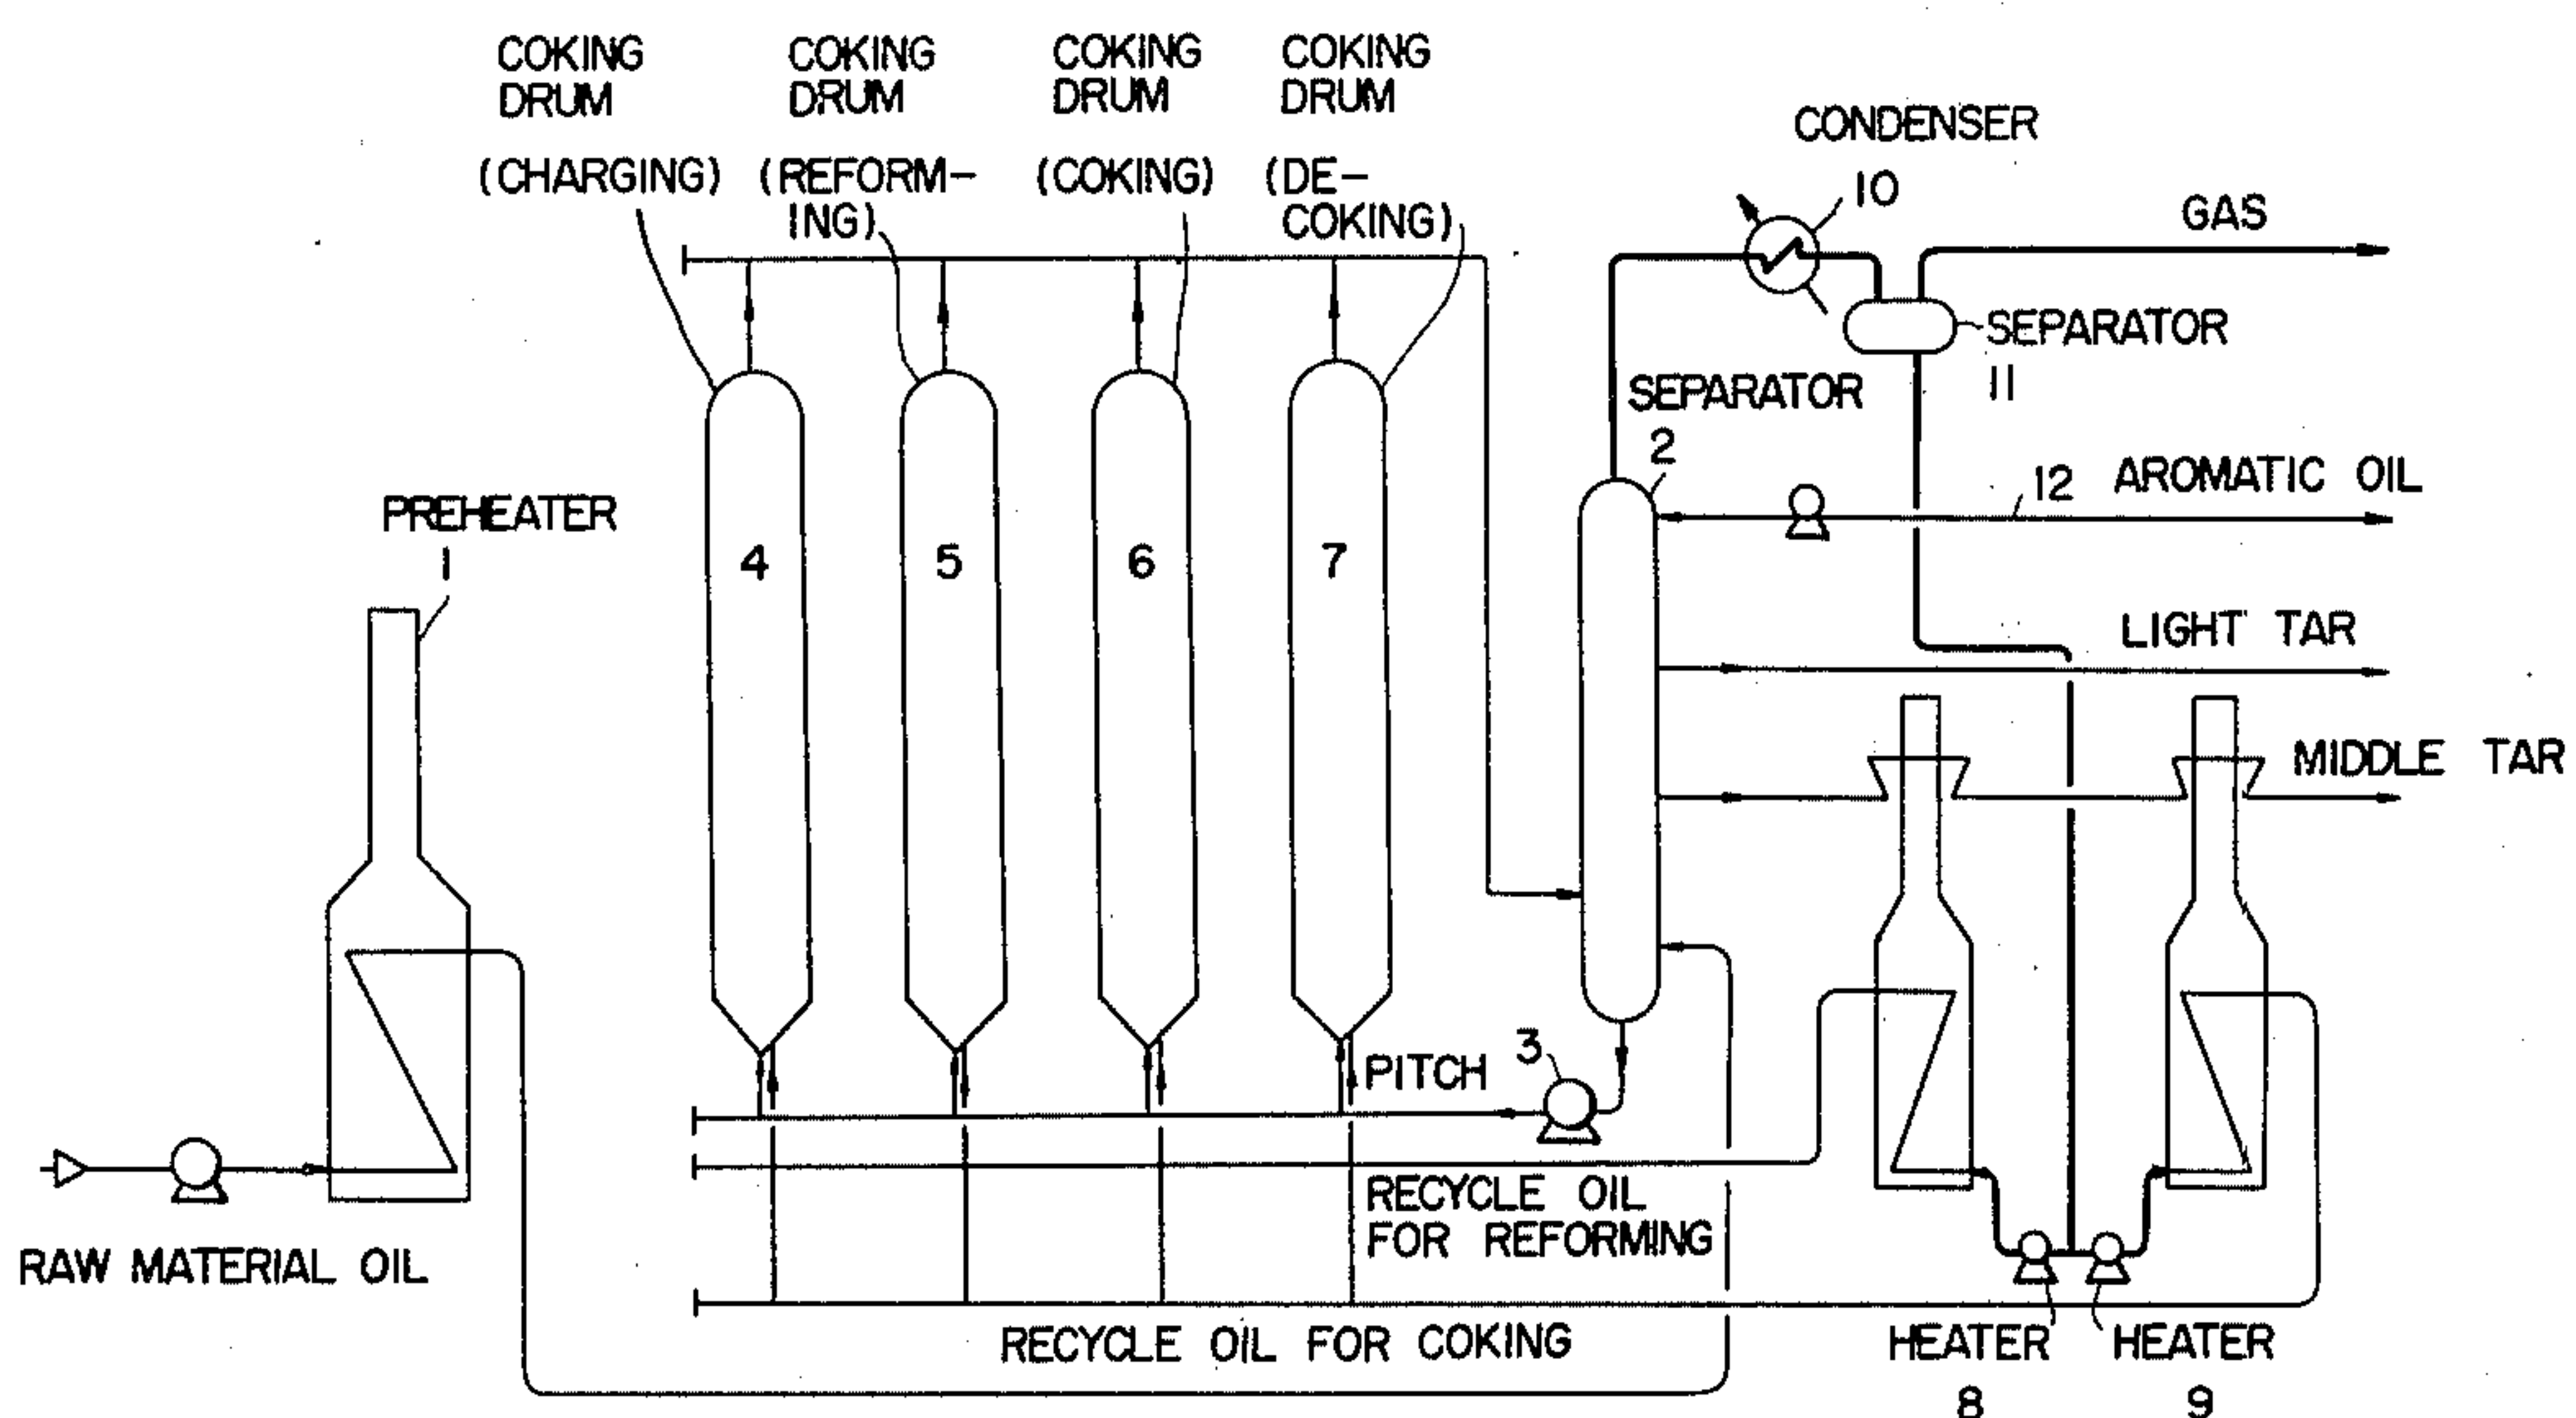 COKING
DRUM
(CHARGING)
COKING
DRUM
(REFORM-
ING)
COKING
DRUM
(COKING)
COKING
DRUM
(DE-
COKING)
CONDENSER
10
GAS
SEPARATOR
11
SEPARATOR
2
12
AROMATIC OIL
PREHEATER
1
4
5
6
7
LIGHT TAR
MIDDLE TAR
3
PITCH
RECYCLE OIL
FOR REFORMING
RAW MATERIAL OIL
RECYCLE OIL FOR COKING
HEATER
8
HEATER
9